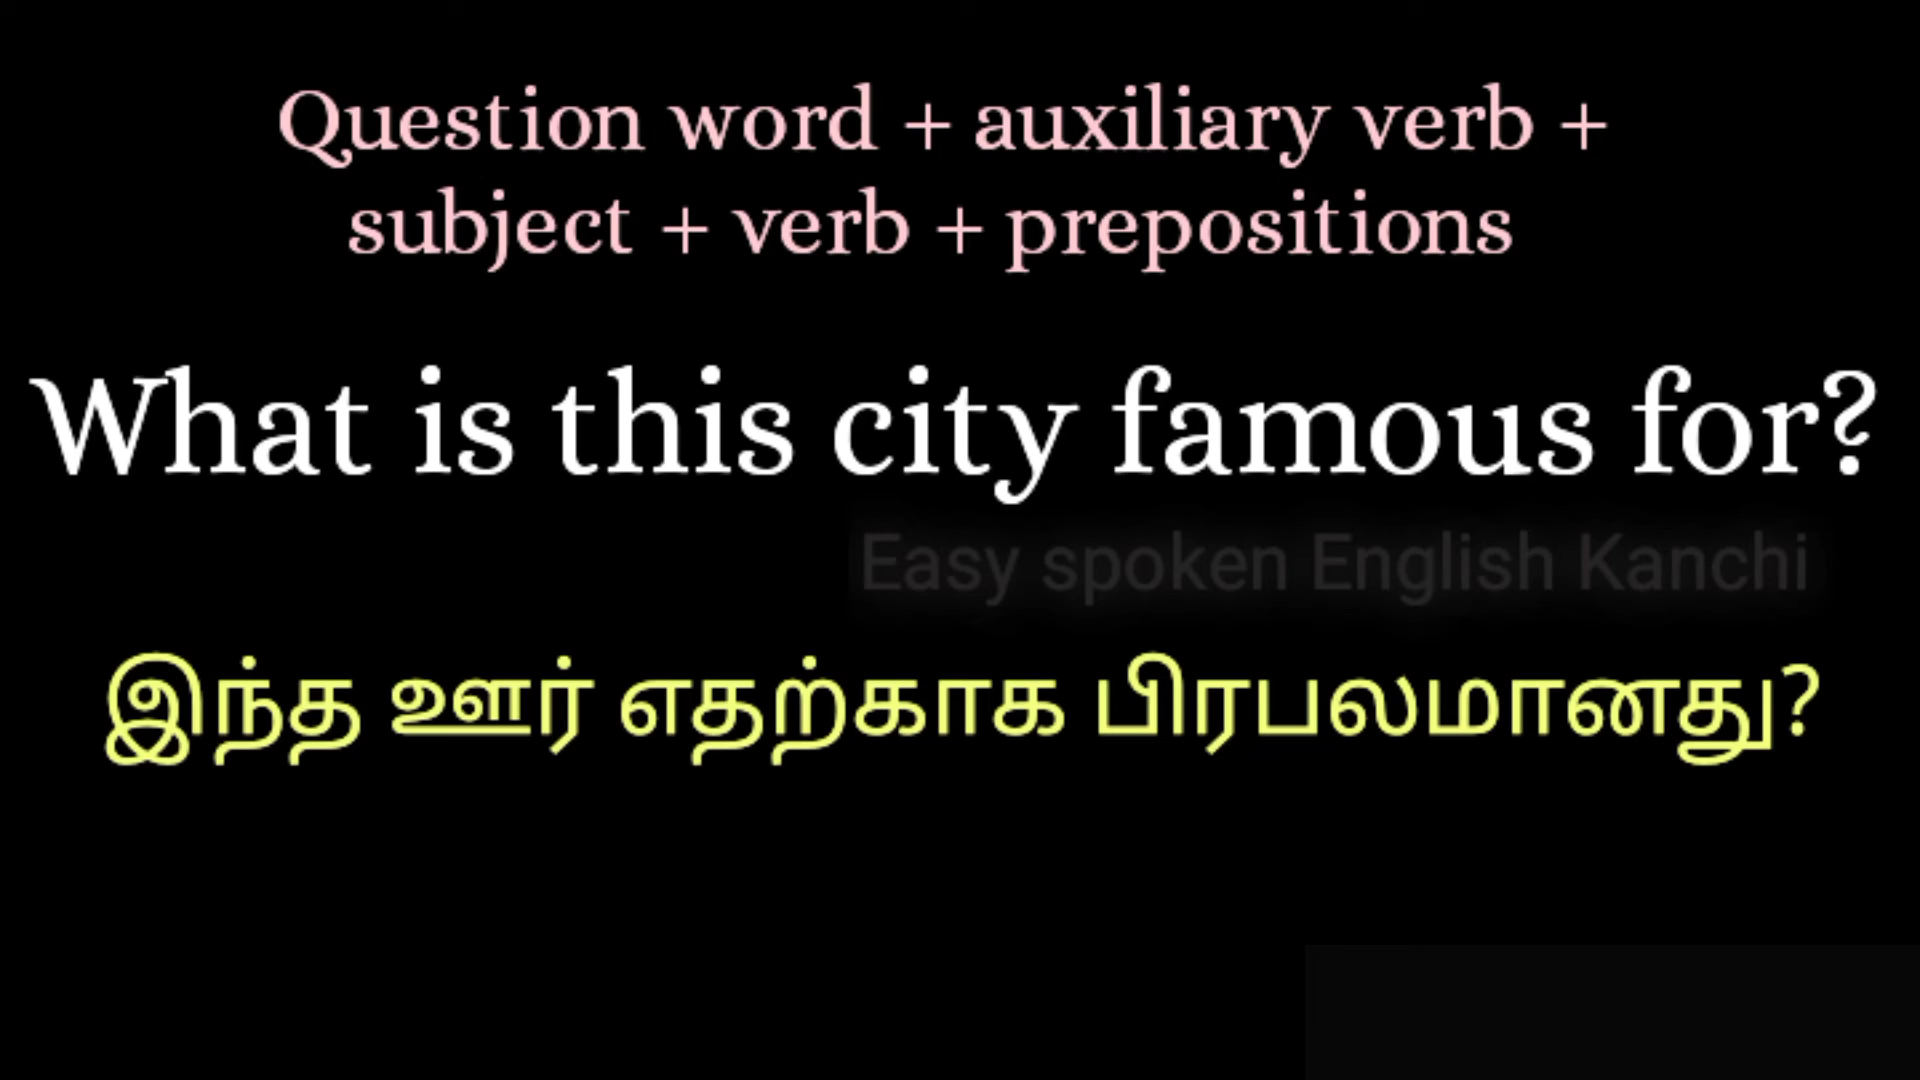 Question word + auxiliary verb +
subject + verb + prepositions
What is this city famous for?
Easy spoken English Kanchi
இந்த ஊர் எதற்காக பிரபலமானது?